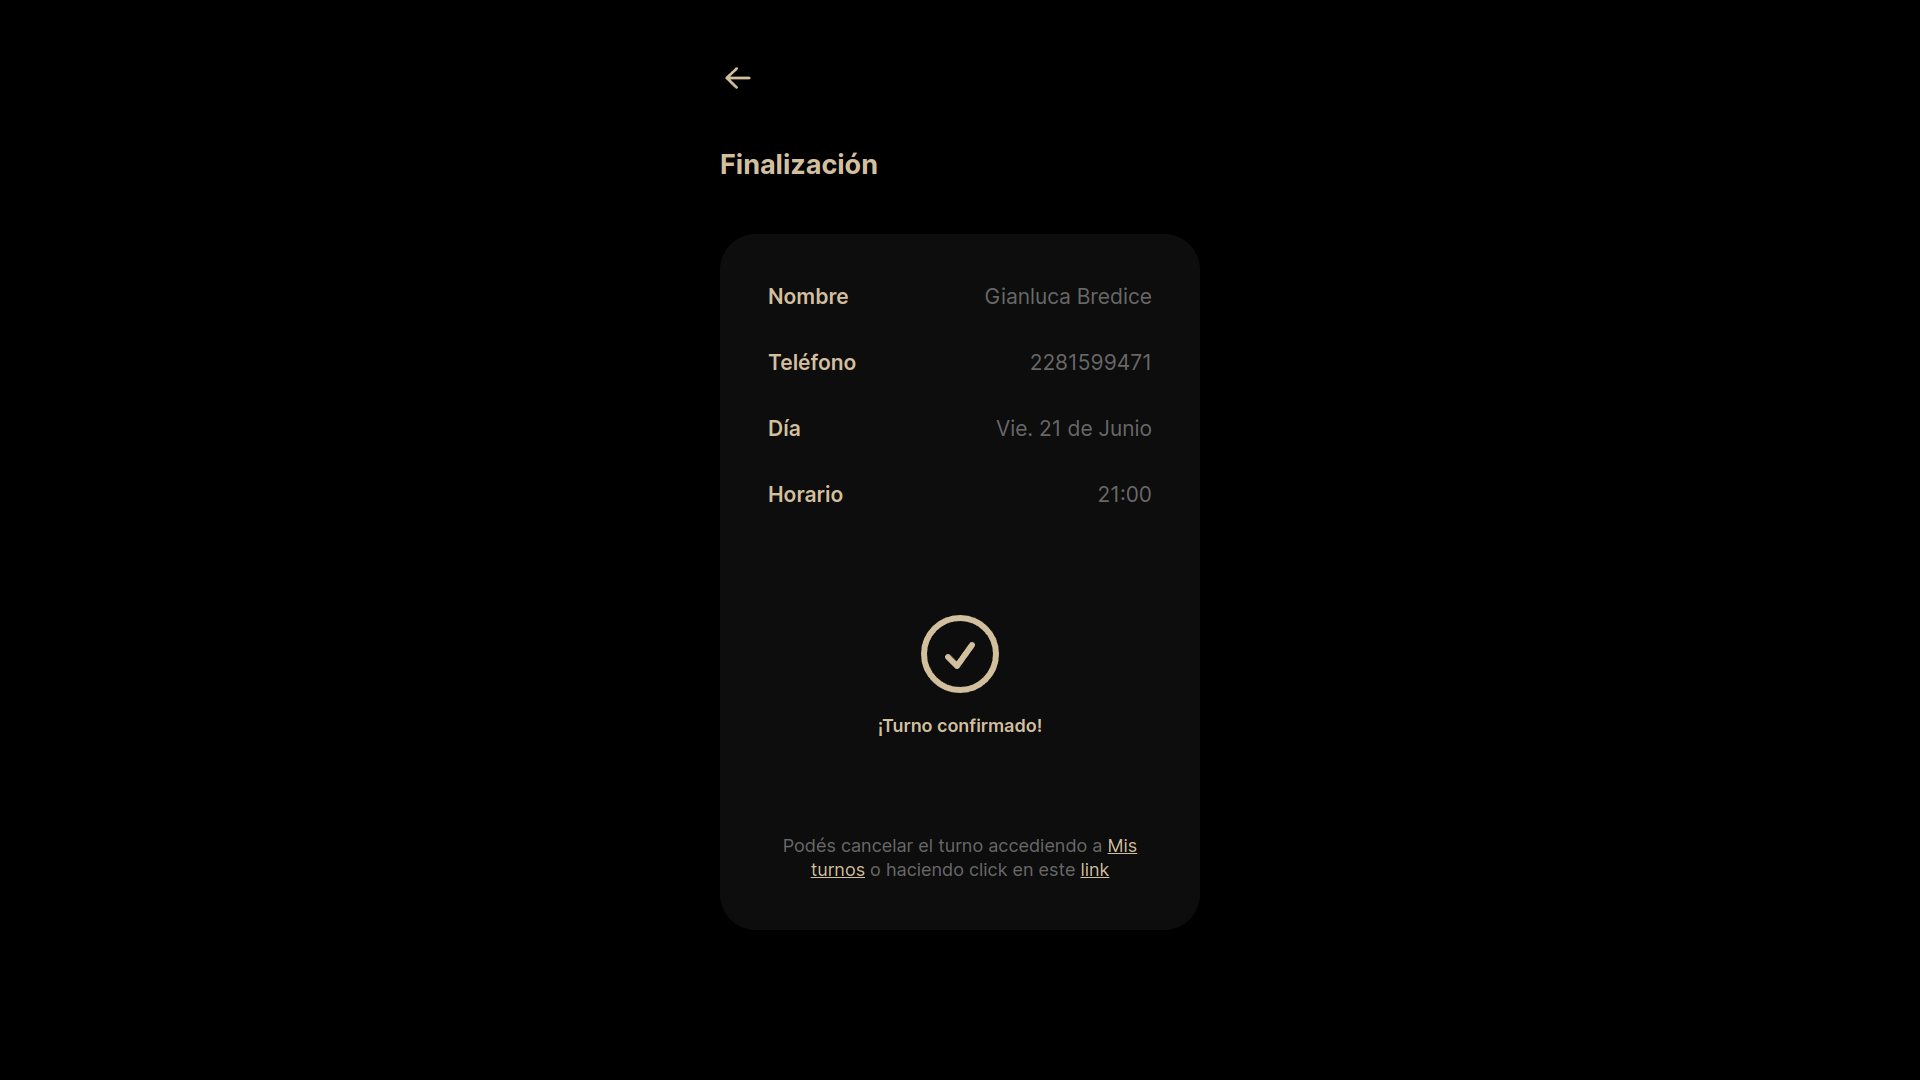 Finalización
Nombre Gianluca Bredice
Teléfono 2281599471
Día Vie. 21 de Junio
Horario 21:00
¡Turno confirmado!
Podés cancelar el turno accediendo a Mis
turnos o haciendo click en este link